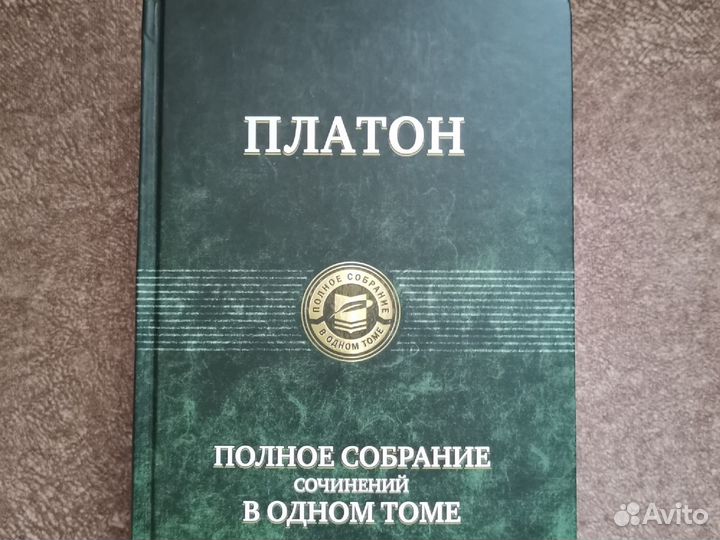 ПЛАТОН
ПОЛНОЕ СОБРАНИЕ
В ОДНОМ ТОМЕ
ПОЛНОЕ СОБРАНИЕ
СОЧИНЕНИЙ
В ОДНОМ ТОМЕ
Avito